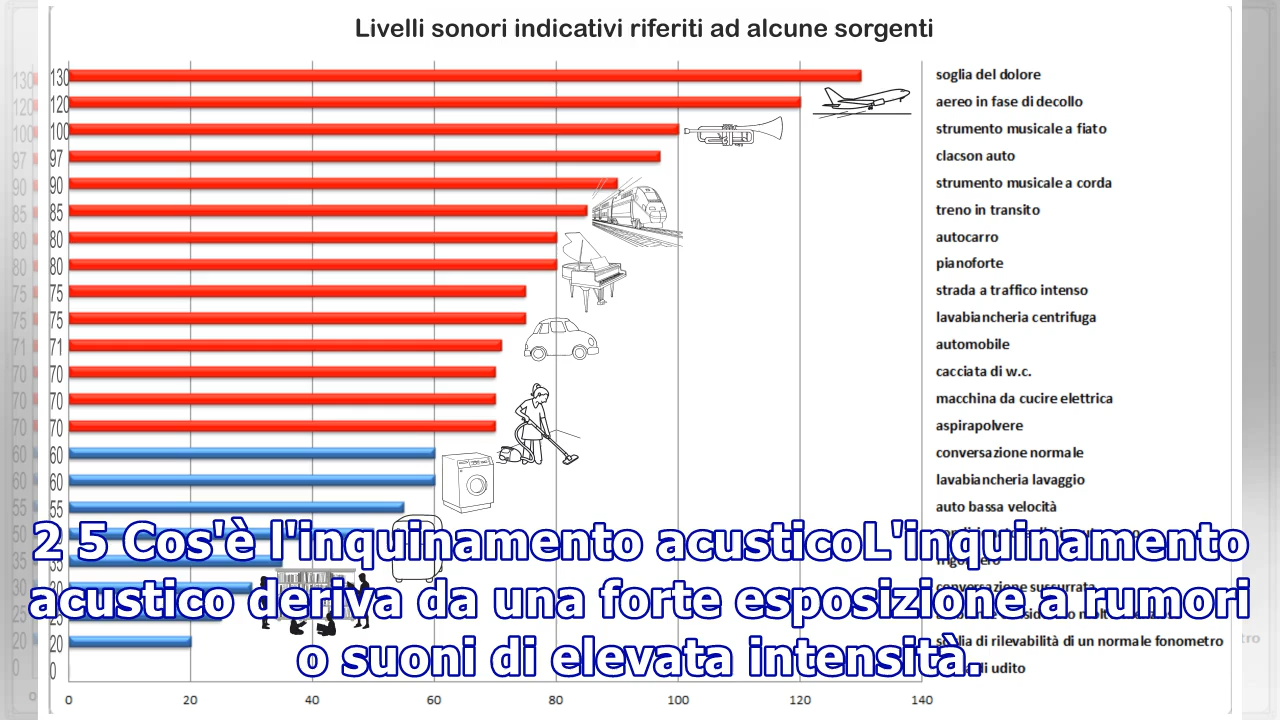 Livelli sonori indicativi riferiti ad alcune sorgenti
130 soglia del dolore
120 aereo in fase di decollo
100 strumento musicale a fiato
97 clacson auto
90 strumento musicale a corda
85 treno in transito
80 autocarro
80 pianoforte
75 strada a traffico intenso
75 lavabiancheria centrifuga
71 automobile
70 cacciata di w.c.
70 macchina da cucire elettrica
70 aspirapolvere
60 conversazione normale
60 lavabiancheria lavaggio
55 auto bassa velocità
2 5 Cos'è l'inquinamento acusticoL'inquinamento
acustico deriva da una forte esposizione a rumori
o suoni di elevata intensità.
conversazione sussurrata
20 soglia di rilevabilità di un normale fonometro
0 di udito
0 20 40 60 80 100 120 140